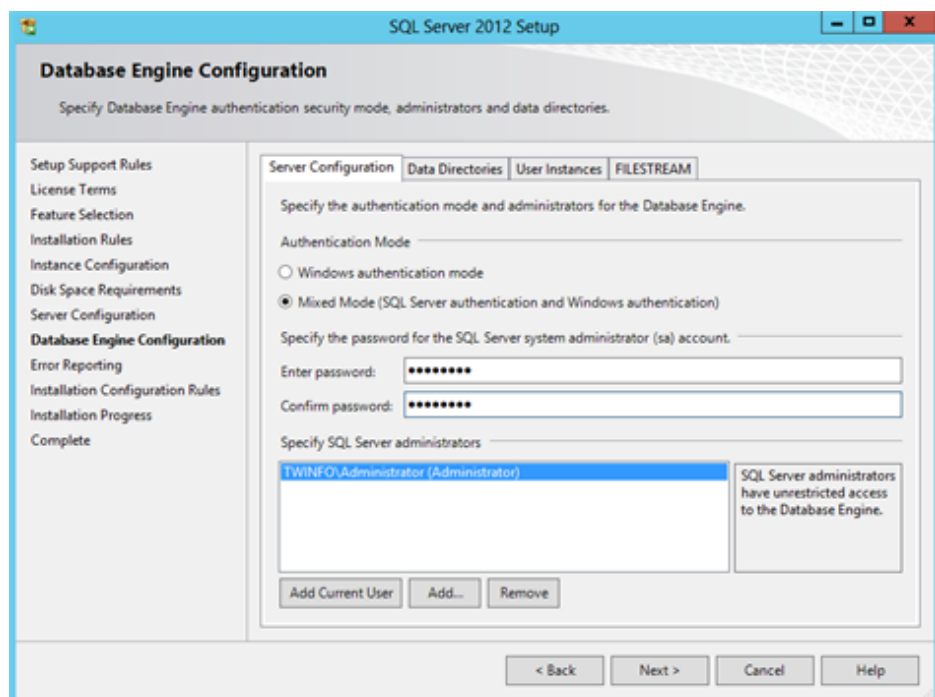 SQL Server 2012 Setup
Database Engine Configuration
Specify Database Engine authentication security mode, administrators and data directories.
Setup Support Rules
License Terms
Feature Selection
Installation Rules
Instance Configuration
Disk Space Requirements
Server Configuration
Database Engine Configuration
Error Reporting
Installation Configuration Rules
Installation Progress
Complete
Server Configuration Data Directories User Instances FILESTREAM
Specify the authentication mode and administrators for the Database Engine.
Authentication Mode
Windows authentication mode
Mixed Mode (SQL Server authentication and Windows authentication)
Specify the password for the SQL Server system administrator (sa) account.
Enter password: ●●●●●●●●
Confirm password: ●●●●●●●●
Specify SQL Server administrators
TWINFO\Administrator (Administrator)
SQL Server administrators
have unrestricted access
to the Database Engine.
Add Current User Add... Remove
< Back Next > Cancel Help